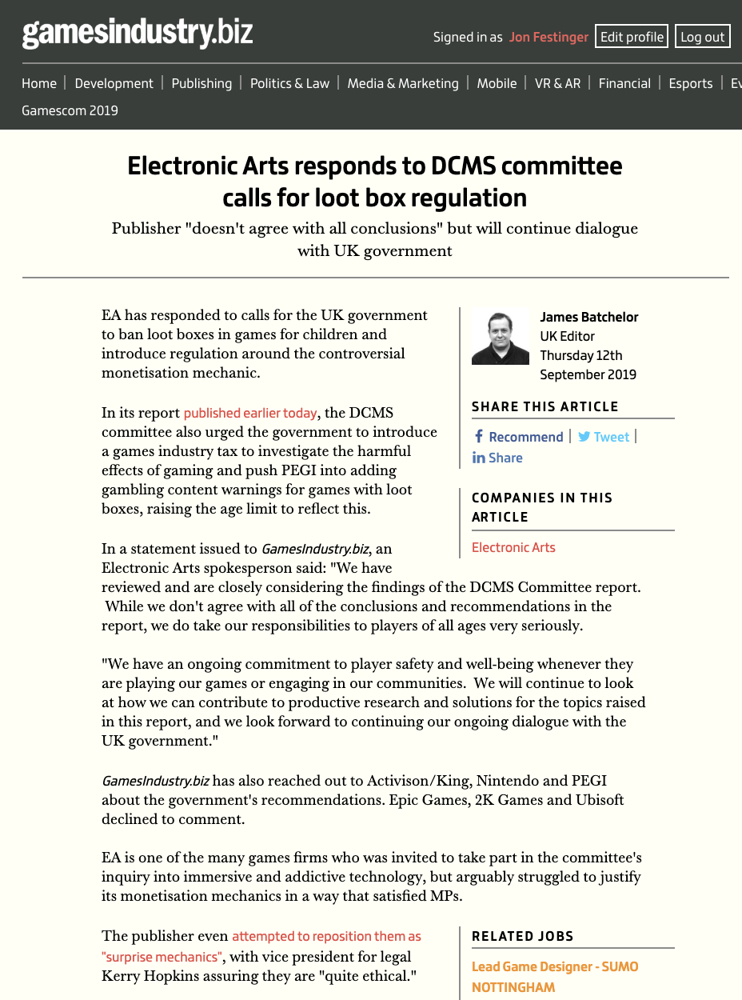 gamesindustry.biz
Signed in as Jon Festinger Edit profile Log out
Home | Development | Publishing | Politics & Law | Media & Marketing | Mobile | VR & AR | Financial | Esports | Ev
Gamescom 2019
Electronic Arts responds to DCMS committee
calls for loot box regulation
Publisher "doesn't agree with all conclusions" but will continue dialogue
with UK government
EA has responded to calls for the UK government
to ban loot boxes in games for children and
introduce regulation around the controversial
monetisation mechanic.
In its report published earlier today, the DCMS
committee also urged the government to introduce
a games industry tax to investigate the harmful
effects of gaming and push PEGI into adding
gambling content warnings for games with loot
boxes, raising the age limit to reflect this.
James Batchelor
UK Editor
Thursday 12th
September 2019
SHARE THIS ARTICLE
Recommend | Tweet |
Share
COMPANIES IN THIS
ARTICLE
Electronic Arts
In a statement issued to GamesIndustry.biz, an
Electronic Arts spokesperson said: "We have
reviewed and are closely considering the findings of the DCMS Committee report.
While we don't agree with all of the conclusions and recommendations in the
report, we do take our responsibilities to players of all ages very seriously.
"We have an ongoing commitment to player safety and well-being whenever they
are playing our games or engaging in our communities. We will continue to look
at how we can contribute to productive research and solutions for the topics raised
in this report, and we look forward to continuing our ongoing dialogue with the
UK government."
GamesIndustry.biz has also reached out to Activison/King, Nintendo and PEGI
about the government's recommendations. Epic Games, 2K Games and Ubisoft
declined to comment.
EA is one of the many games firms who was invited to take part in the committee's
inquiry into immersive and addictive technology, but arguably struggled to justify
its monetisation mechanics in a way that satisfied MPs.
The publisher even attempted to reposition them as
"surprise mechanics", with vice president for legal
Kerry Hopkins assuring they are "quite ethical."
RELATED JOBS
Lead Game Designer - SUMO
NOTTINGHAM